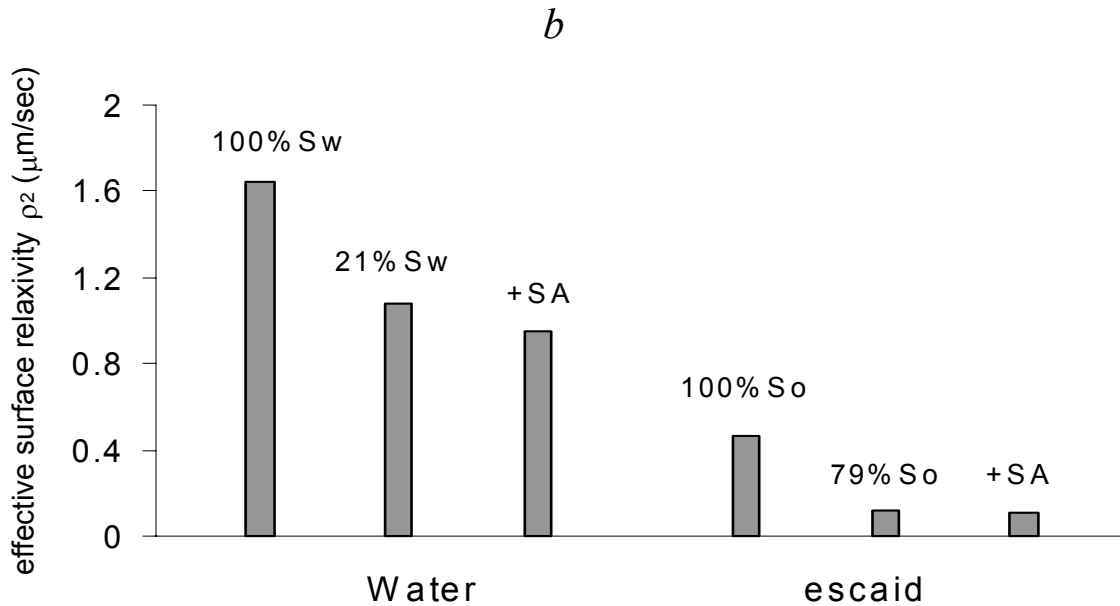 b
effective surface relaxivity ρ2 (μm/sec)
2
1.6
1.2
0.8
0.4
0
100% Sw
21% Sw
+SA
100% So
79% So
+SA
Water
escaid